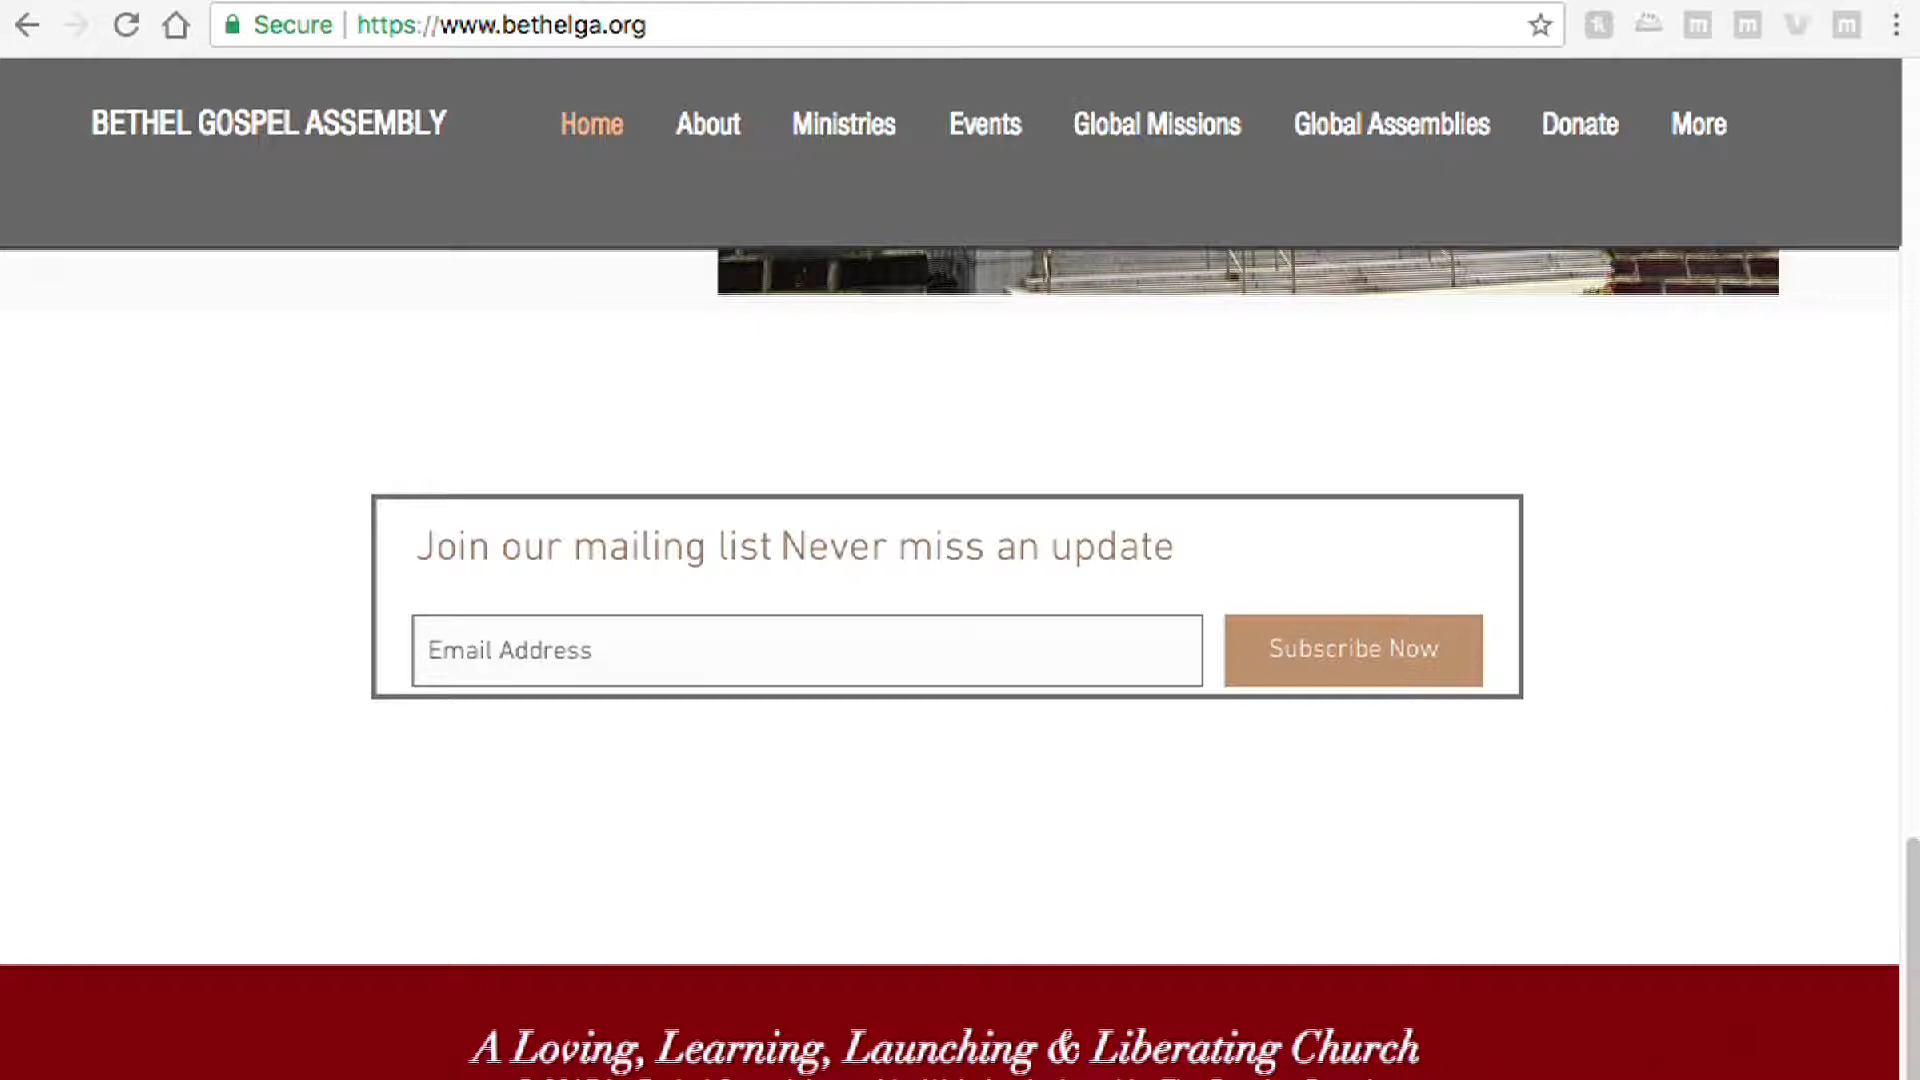 Secure https://www.bethelga.org
BETHEL GOSPEL ASSEMBLY Home About Ministries Events Global Missions Global Assemblies Donate More
Join our mailing list Never miss an update
Email Address
Subscribe Now
A Loving, Learning, Launching & Liberating Church